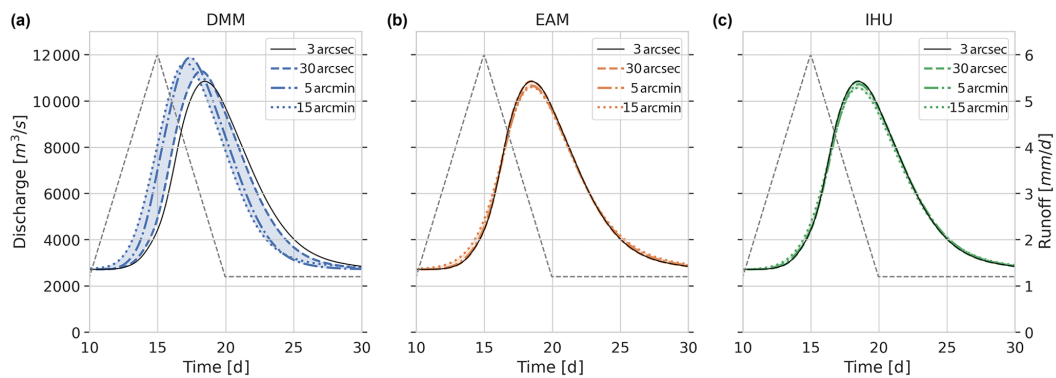 (a) DMM
(b) EAM
(c) IHU
Discharge [m³/s]
12000
10000
8000
6000
4000
2000
0
3 arcsec
30 arcsec
5 arcmin
15 arcmin
10 15 20 25 30
Time [d]
3 arcsec
30 arcsec
5 arcmin
15 arcmin
10 15 20 25 30
Time [d]
3 arcsec
30 arcsec
5 arcmin
15 arcmin
10 15 20 25 30
Time [d]
6
5
4
3
2
1
0
Runoff [mm/d]